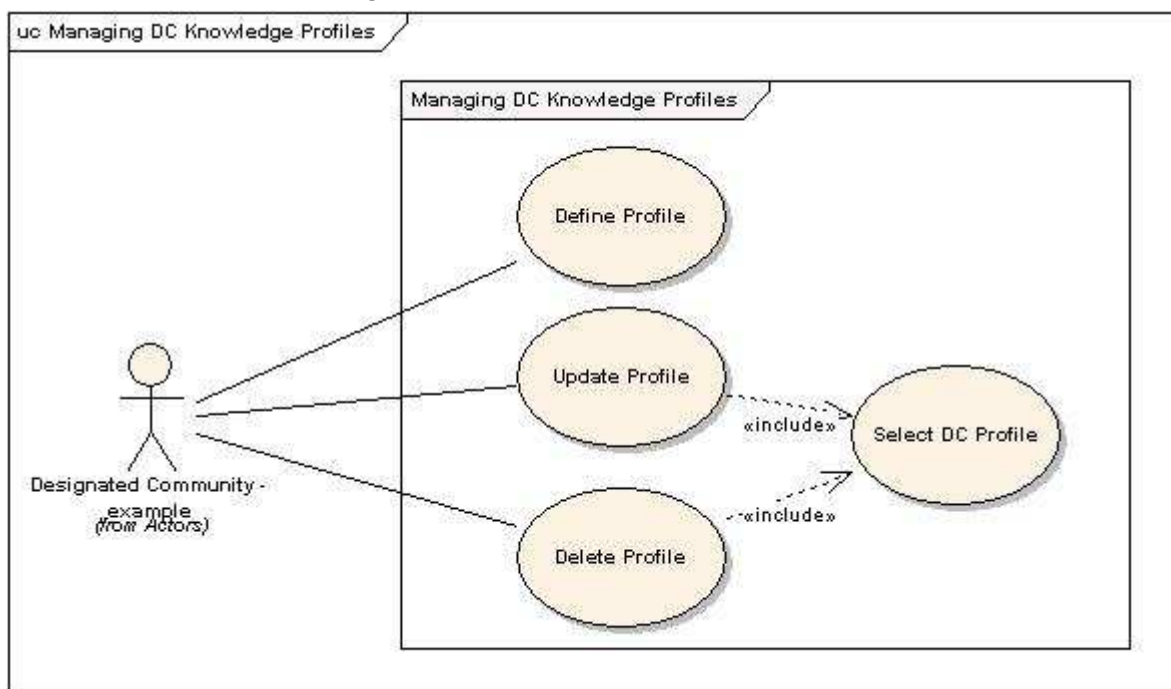 uc Managing DC Knowledge Profiles
Managing DC Knowledge Profiles
Define Profile
Update Profile
«include»
Select DC Profile
Designated Community -
example
(from Actors)
«include»
Delete Profile